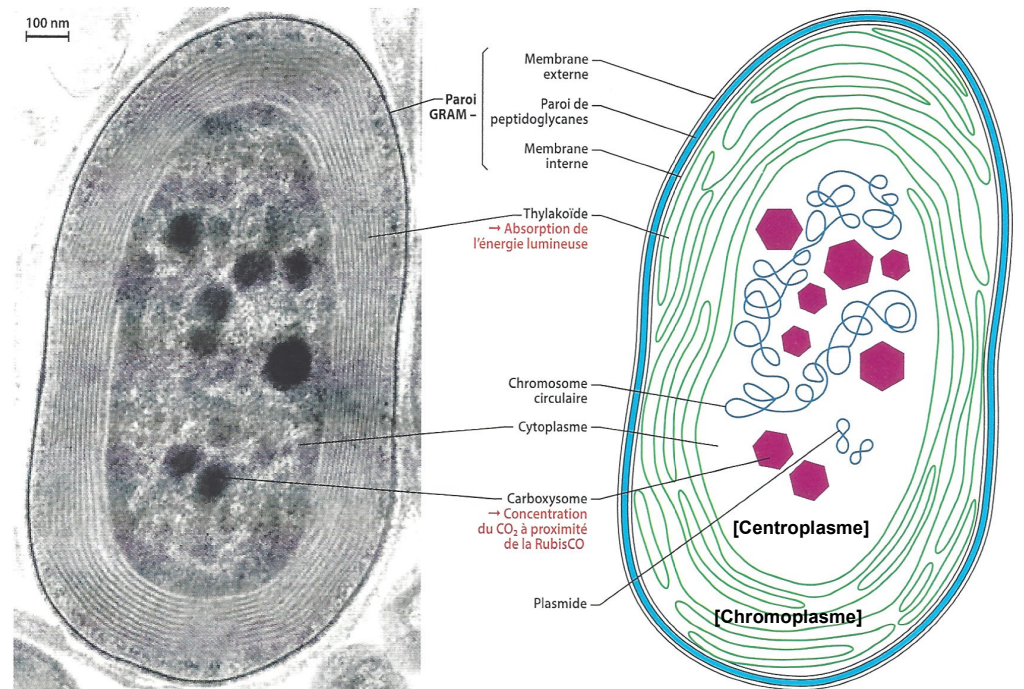 100 nm
Paroi
GRAM –
Membrane
externe
Paroi de
peptidoglycanes
Membrane
interne
Thylakoïde
→ Absorption de
l'énergie lumineuse
Chromosome
circulaire
Cytoplasme
Carboxysome
→ Concentration
du CO₂ à proximité
de la RubisCO
Plasmide
[Centroplasme]
[Chromoplasme]